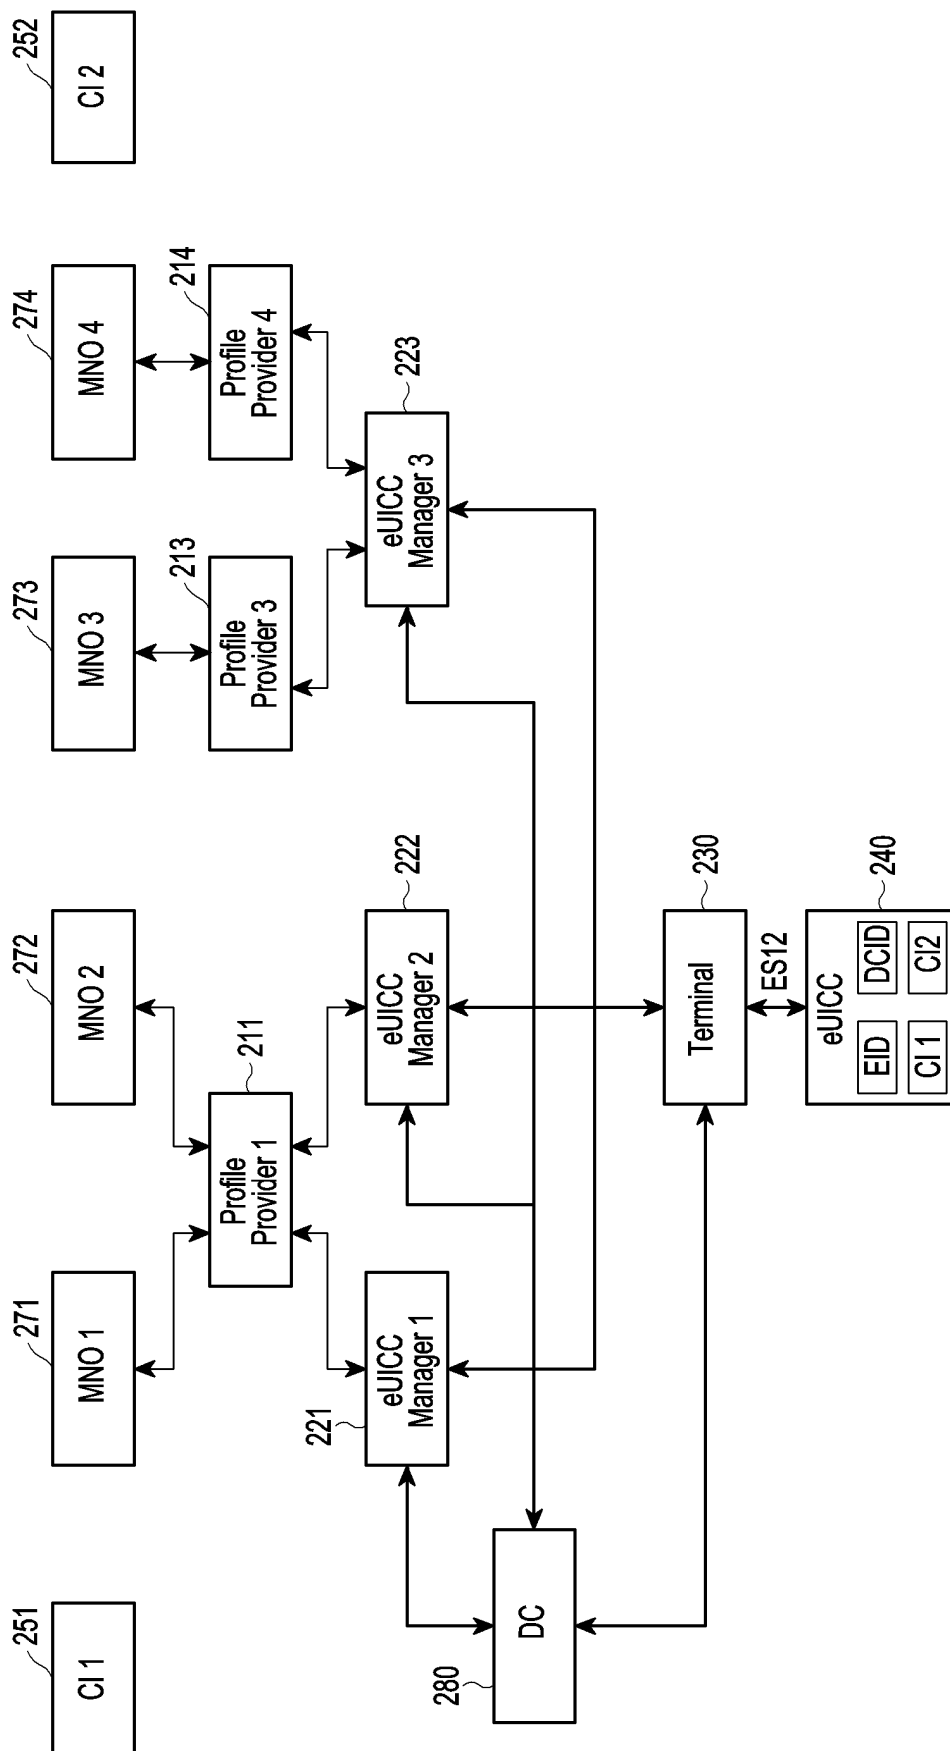 251
CI 1
271
MNO 1
272
MNO 2
273
MNO 3
274
MNO 4
252
CI 2
211
Profile
Provider 1
213
Profile
Provider 3
214
Profile
Provider 4
221
eUICC
Manager 1
222
eUICC
Manager 2
223
eUICC
Manager 3
280
DC
230
Terminal
ES12
240
eUICC
EID
DCID
CI 1
CI2